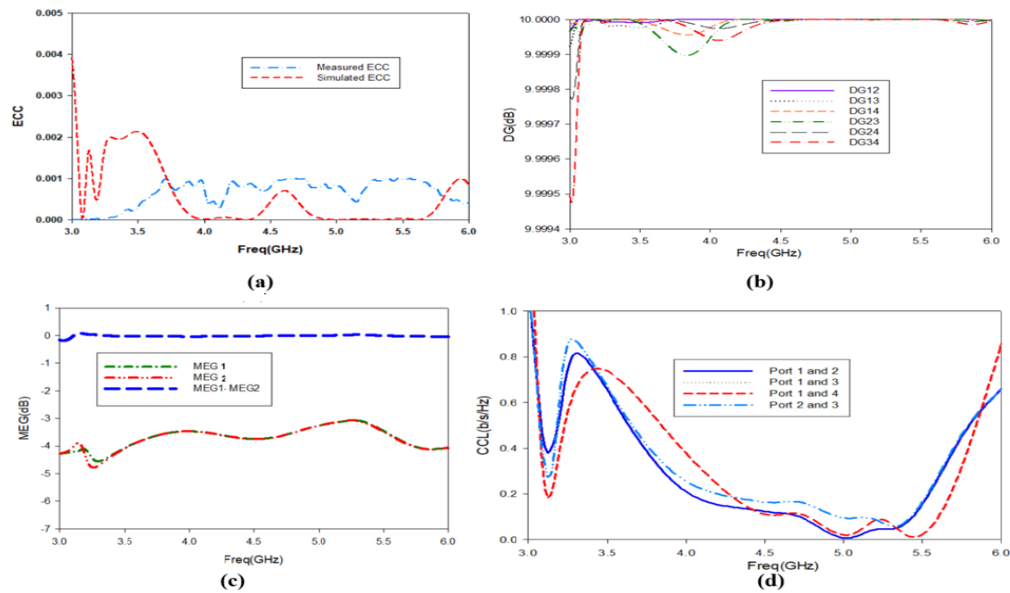 0.005
0.004
0.003
0.002
0.001
0.000
ECC
Measured ECC
Simulated ECC
3.0 3.5 4.0 4.5 5.0 5.5 6.0
Freq(GHz)
(a)
10.0000
9.9999
9.9998
9.9997
9.9996
9.9995
9.9994
DG(dB)
DG12
DG13
DG14
DG23
DG24
DG34
3.0 3.5 4.0 4.5 5.0 5.5 6.0
Freq(GHz)
(b)
1
0
-1
-2
-3
-4
-5
-6
-7
MEG(dB)
MEG1
MEG2
MEG1-MEG2
3.0 3.5 4.0 4.5 5.0 5.5 6.0
Freq(GHz)
(c)
1.0
0.8
0.6
0.4
0.2
0.0
CCL(b/s/Hz)
Port 1 and 2
Port 1 and 3
Port 1 and 4
Port 2 and 3
3.0 3.5 4.0 4.5 5.0 5.5 6.0
Freq(GHz)
(d)